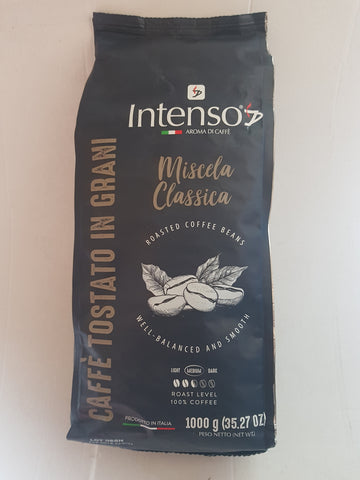 Intenso
AROMA DI CAFFÈ
CAFFÈ TOSTATO IN GRANI
Miscela
Classica
ROASTED COFFEE BEANS
WELL-BALANCED AND SMOOTH
LIGHT MEDIUM DARK
ROAST LEVEL
100% COFFEE
PRODOTTO IN ITALIA
1000 g (35.27 OZ)
PESO NETTO (NET WT)